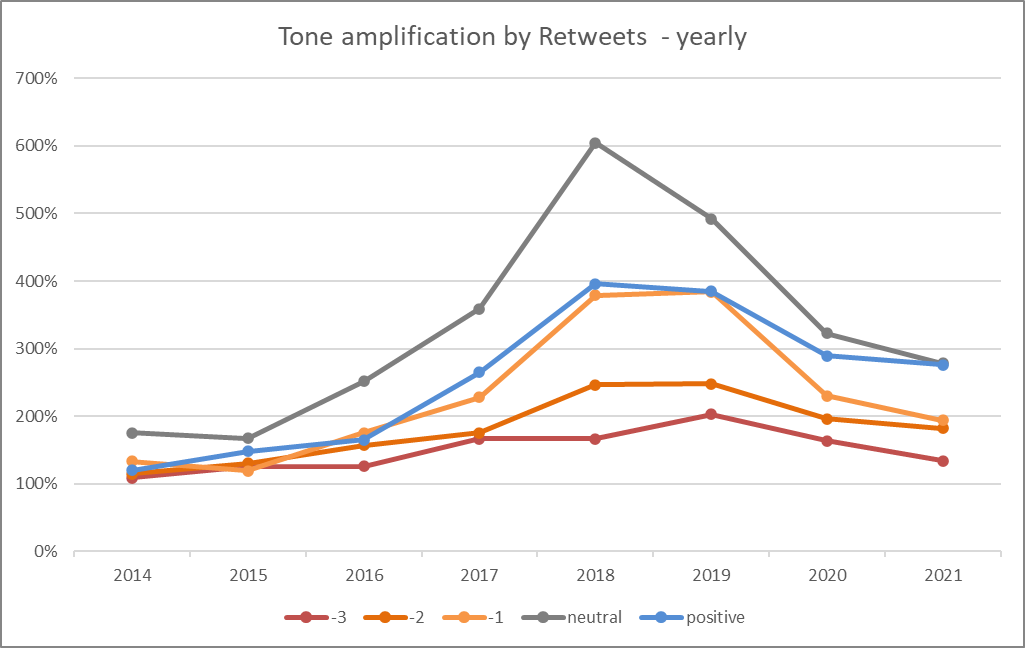 Tone amplification by Retweets - yearly
700%
600%
500%
400%
300%
200%
100%
0%
2014 2015 2016 2017 2018 2019 2020 2021
-3 -2 -1 neutral positive